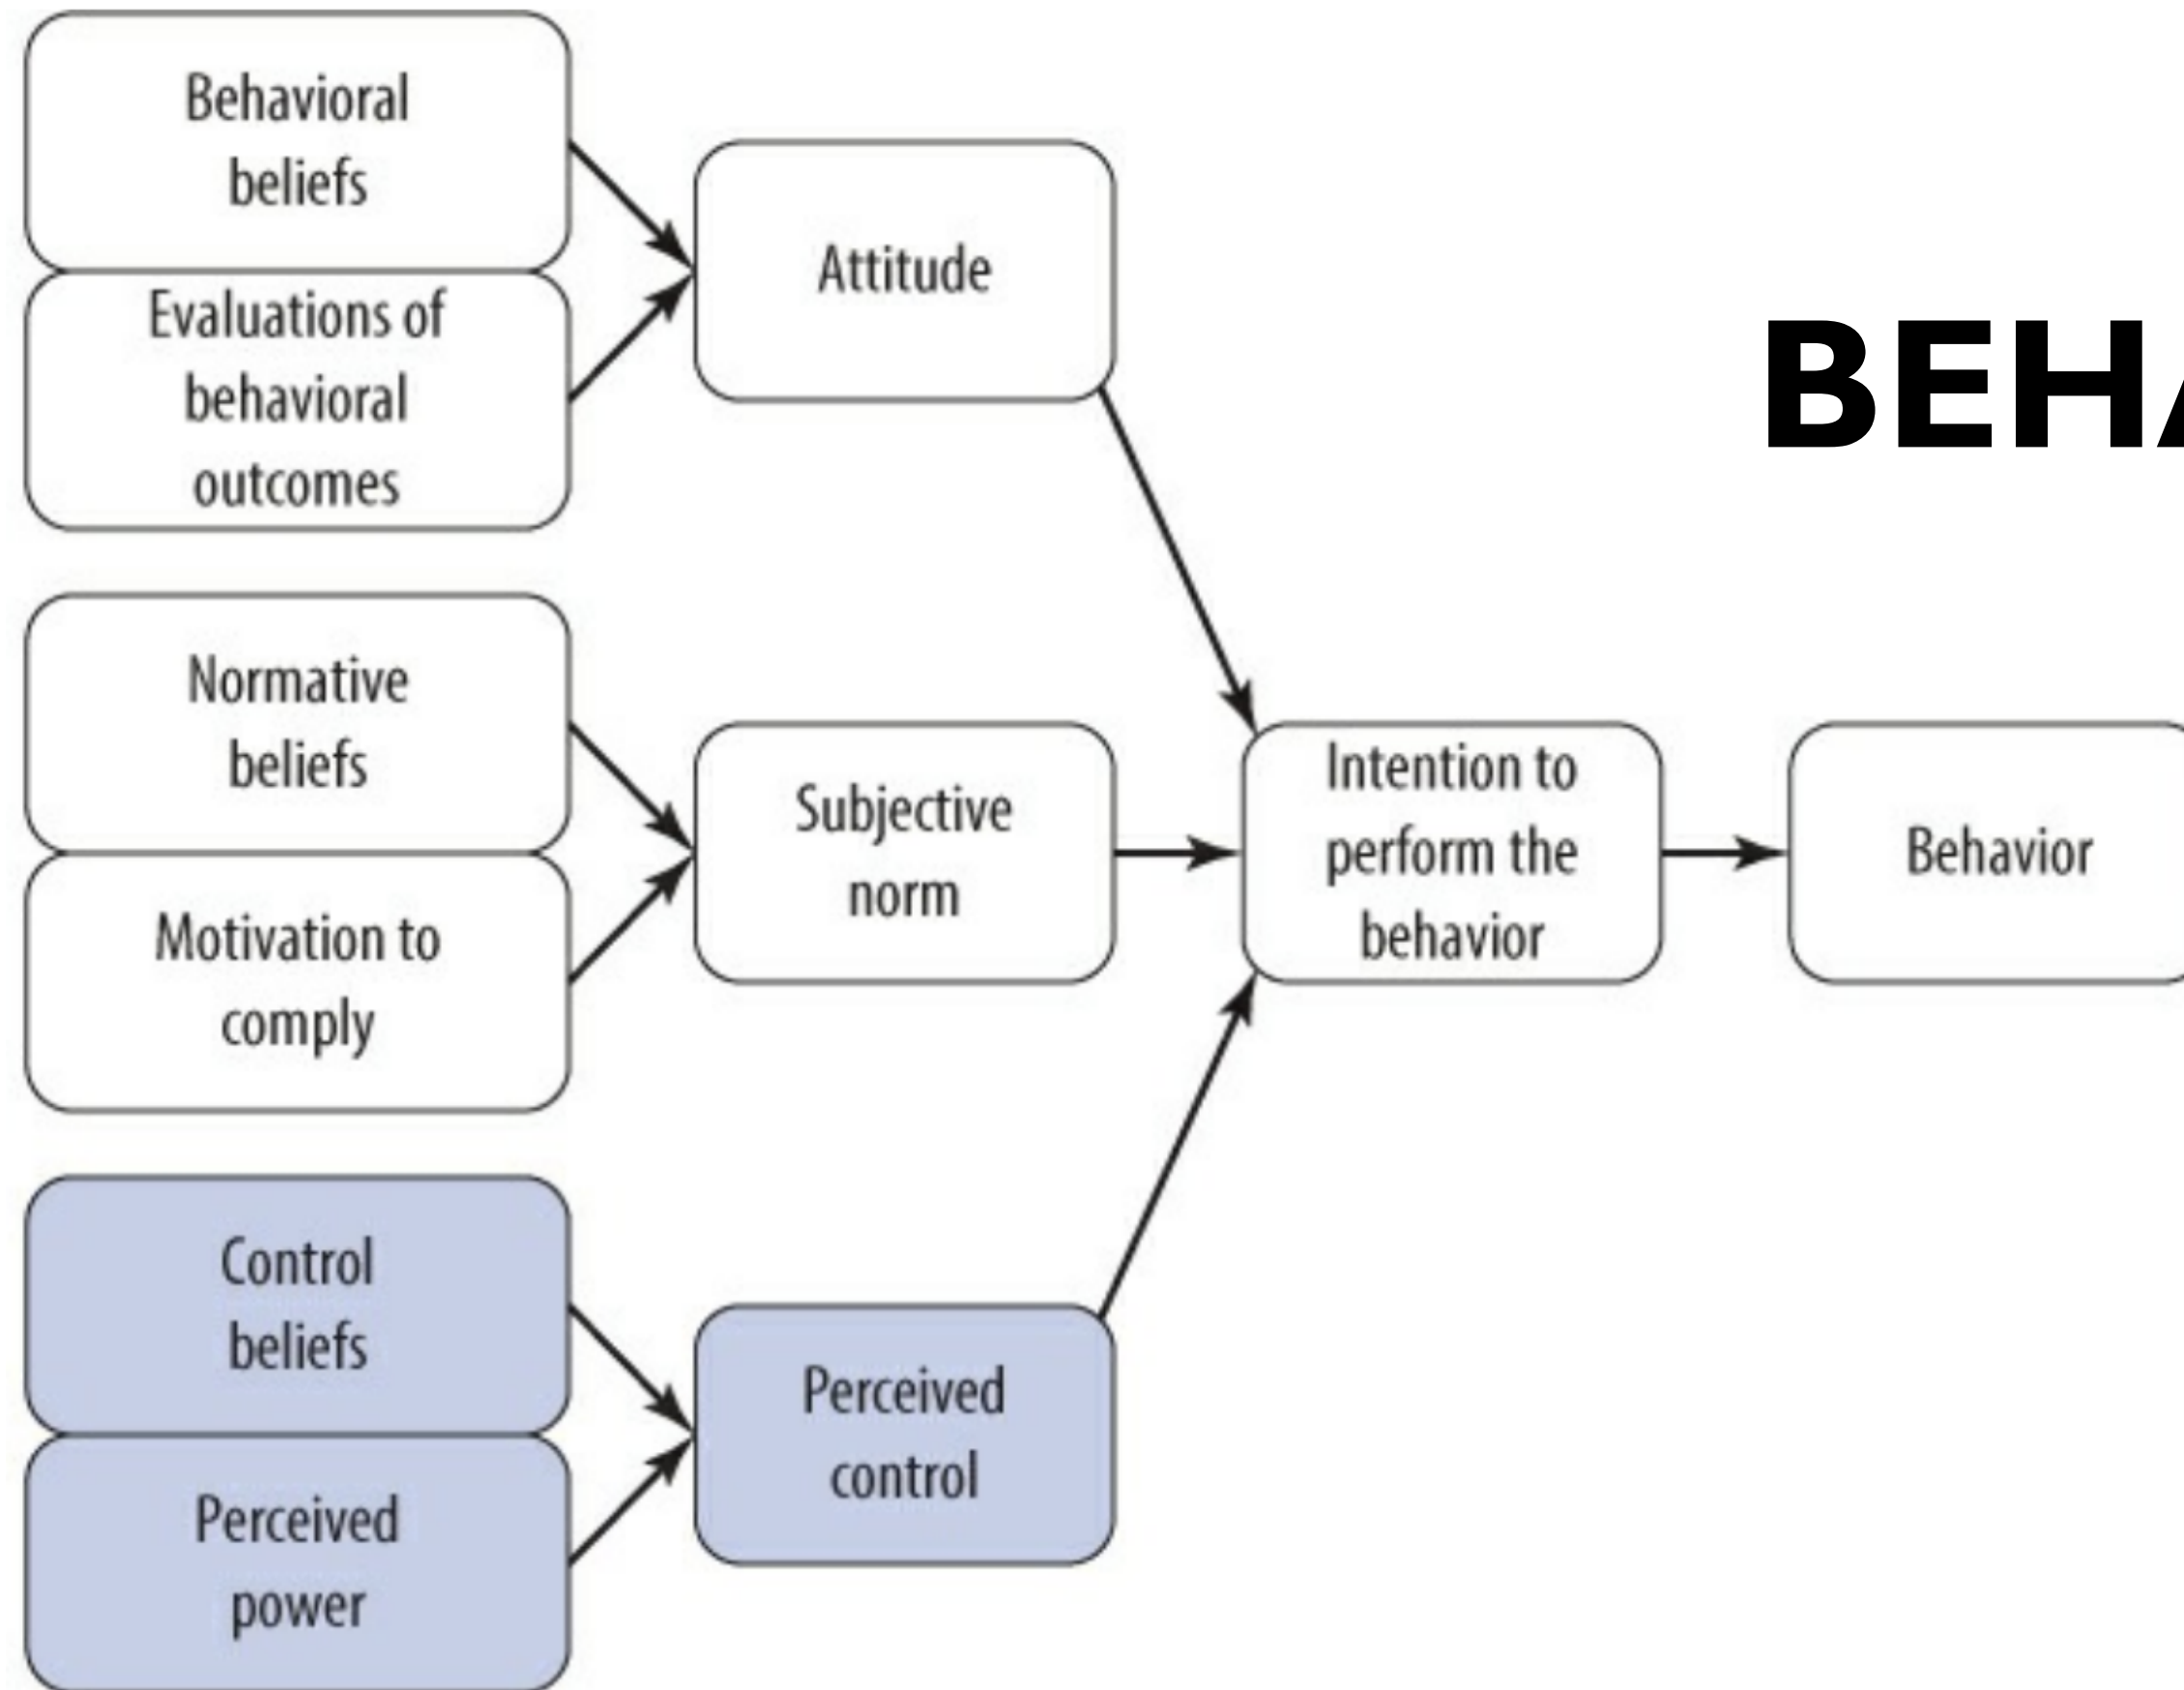 Behavioral
beliefs
Evaluations of
behavioral
outcomes
Attitude
BEHA
Normative
beliefs
Motivation to
comply
Subjective
norm
Intention to
perform the
behavior
Behavior
Control
beliefs
Perceived
power
Perceived
control